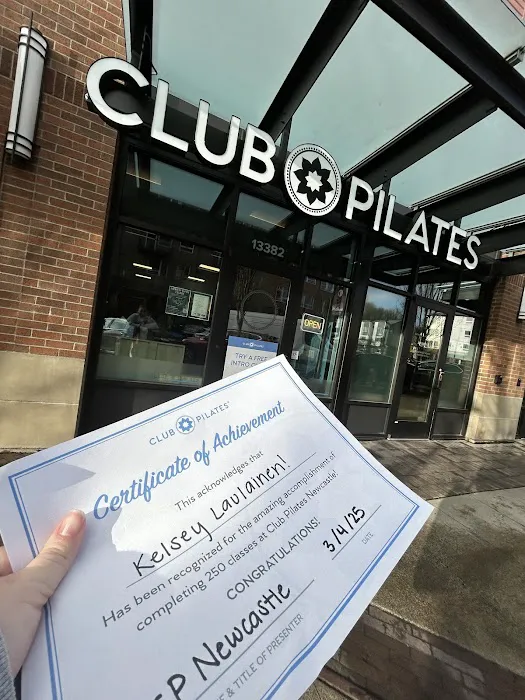 CLUB PILATES
13382
OPEN
TRY A FREE
INTRO
CLUB PILATES
Certificate of Achievement
This acknowledges that
Kelsey Laulainen!
Has been recognized for the amazing accomplishment of
completing 250 classes at Club Pilates Newcastle!
CONGRATULATIONS!
3/4/25
DATE
CP Newcastle
& TITLE OF PRESENTER